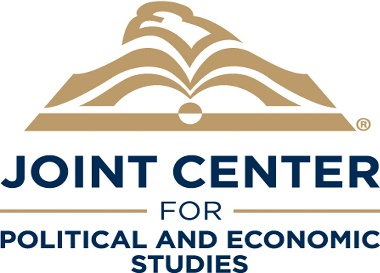 ®
JOINT CENTER
FOR
POLITICAL AND ECONOMIC
STUDIES